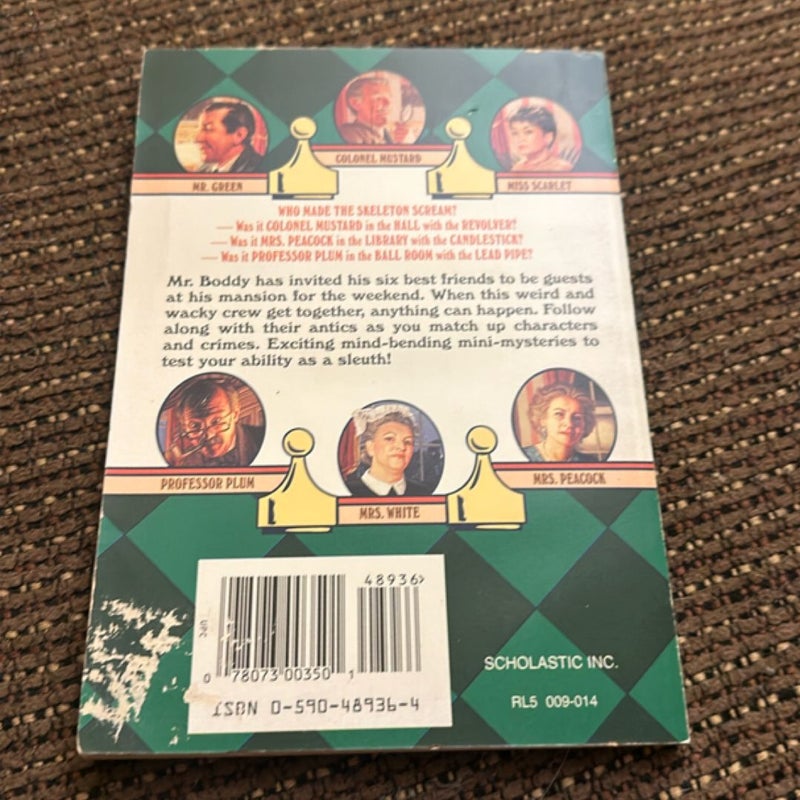 COLONEL MUSTARD
MR. GREEN
MISS SCARLET
WHO MADE THE SKELETON SCREAM?
— Was it COLONEL MUSTARD in the HALL with the REVOLVER?
— Was it MRS. PEACOCK in the LIBRARY with the CANDLESTICK?
— Was it PROFESSOR PLUM in the BALL ROOM with the LEAD PIPE?
Mr. Boddy has invited his six best friends to be guests
at his mansion for the weekend. When this weird and
wacky crew get together, anything can happen. Follow
along with their antics as you match up characters
and crimes. Exciting mind-bending mini-mysteries to
test your ability as a sleuth!
PROFESSOR PLUM
MRS. WHITE
MRS. PEACOCK
48936>
UPC
0 78073 00350 1
ISBN 0-590-48936-4
SCHOLASTIC INC.
RL5 009-014